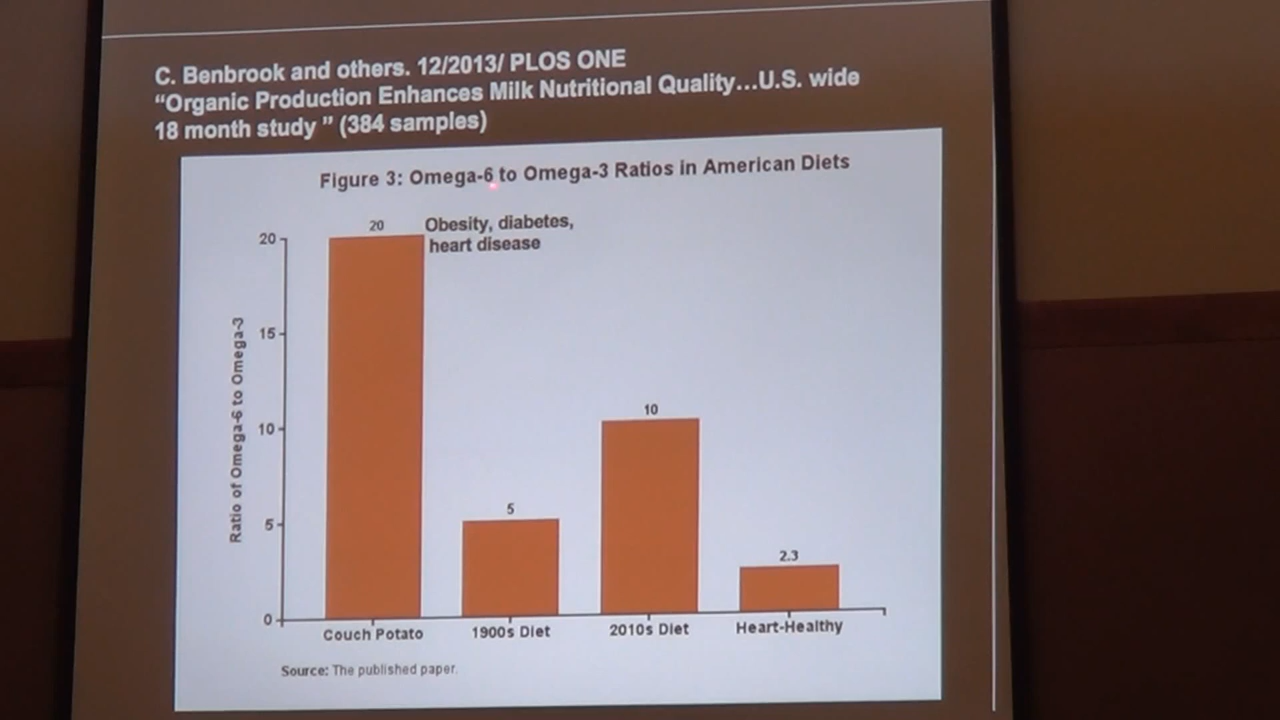 C. Benbrook and others. 12/2013/ PLOS ONE
“Organic Production Enhances Milk Nutritional Quality...U.S. wide
18 month study ” (384 samples)
Figure 3: Omega-6 to Omega-3 Ratios in American Diets
20
Obesity, diabetes,
heart disease
20
15
10
5
0
Ratio of Omega-6 to Omega-3
5
10
2.3
Couch Potato
1900s Diet
2010s Diet
Heart-Healthy
Source: The published paper.